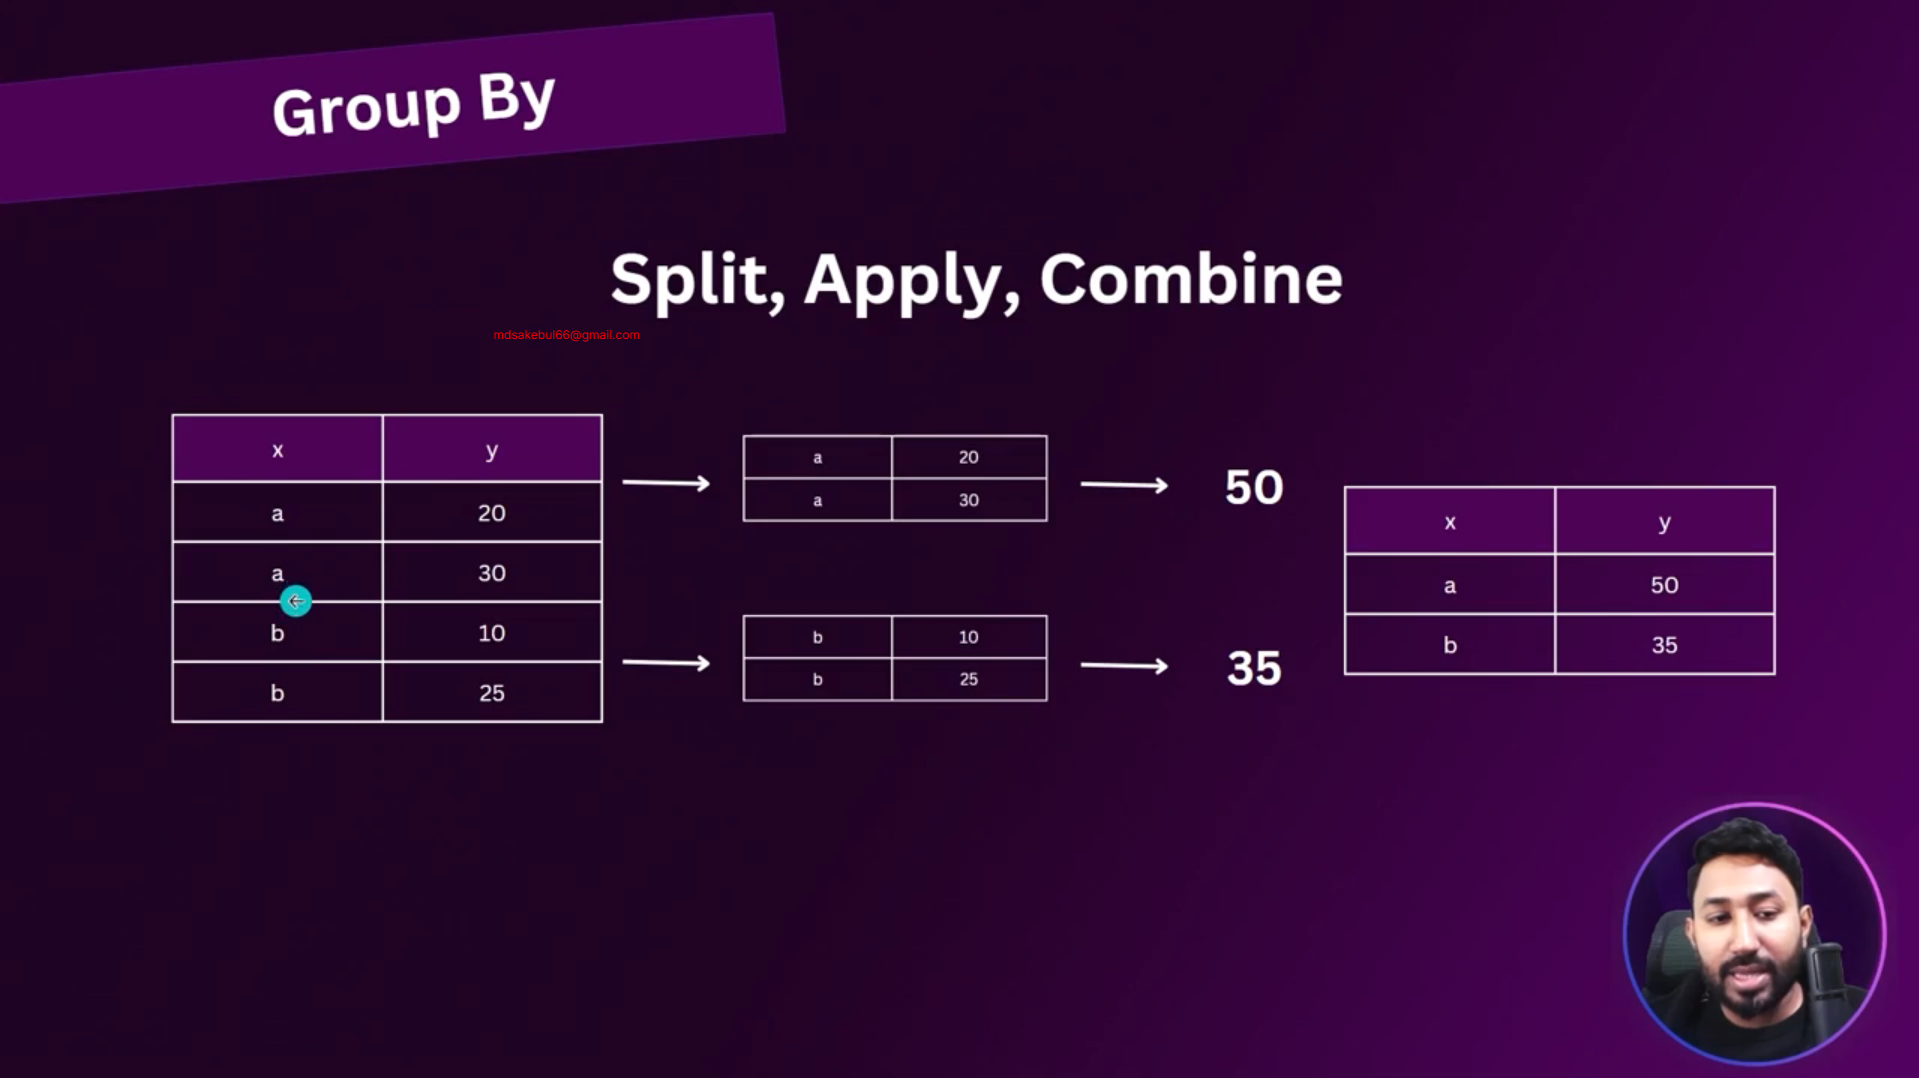 Group By
Split, Apply, Combine
mdsakebul66@gmail.com
x y
a 20
a 30
b 10
b 25
a 20
a 30
b 10
b 25
50
35
x y
a 50
b 35